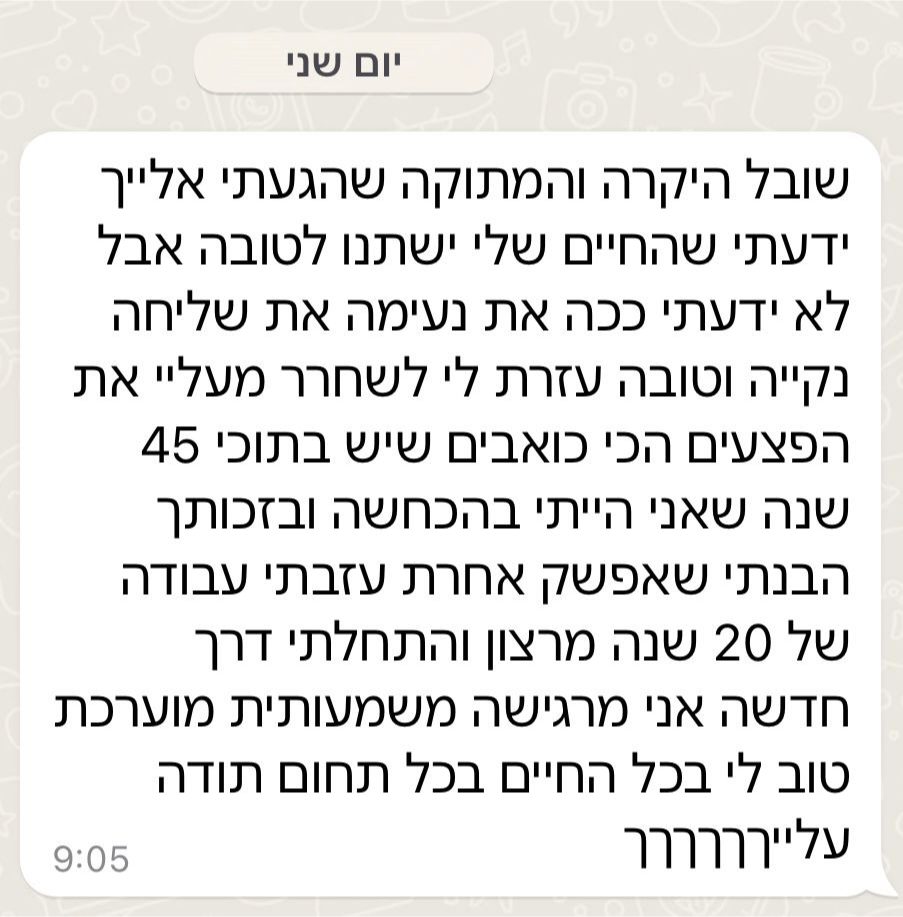 יום שני
שובל היקרה והמתוקה שהגעתי אלייך
ידעתי שהחיים שלי ישתנו לטובה אבל
לא ידעתי ככה את נעימה את שליחה
נקייה וטובה עזרת לי לשחרר מעליי את
הפצעים הכי כואבים שיש בתוכי 45
שנה שאני הייתי בהכחשה ובזכותך
הבנתי שאפשק אחרת עזבתי עבודה
של 20 שנה מרצון והתחלתי דרך
חדשה אני מרגישה משמעותית מוערכת
טוב לי בכל החיים בכל תחום תודה
עלייךךךךךךך
9:05